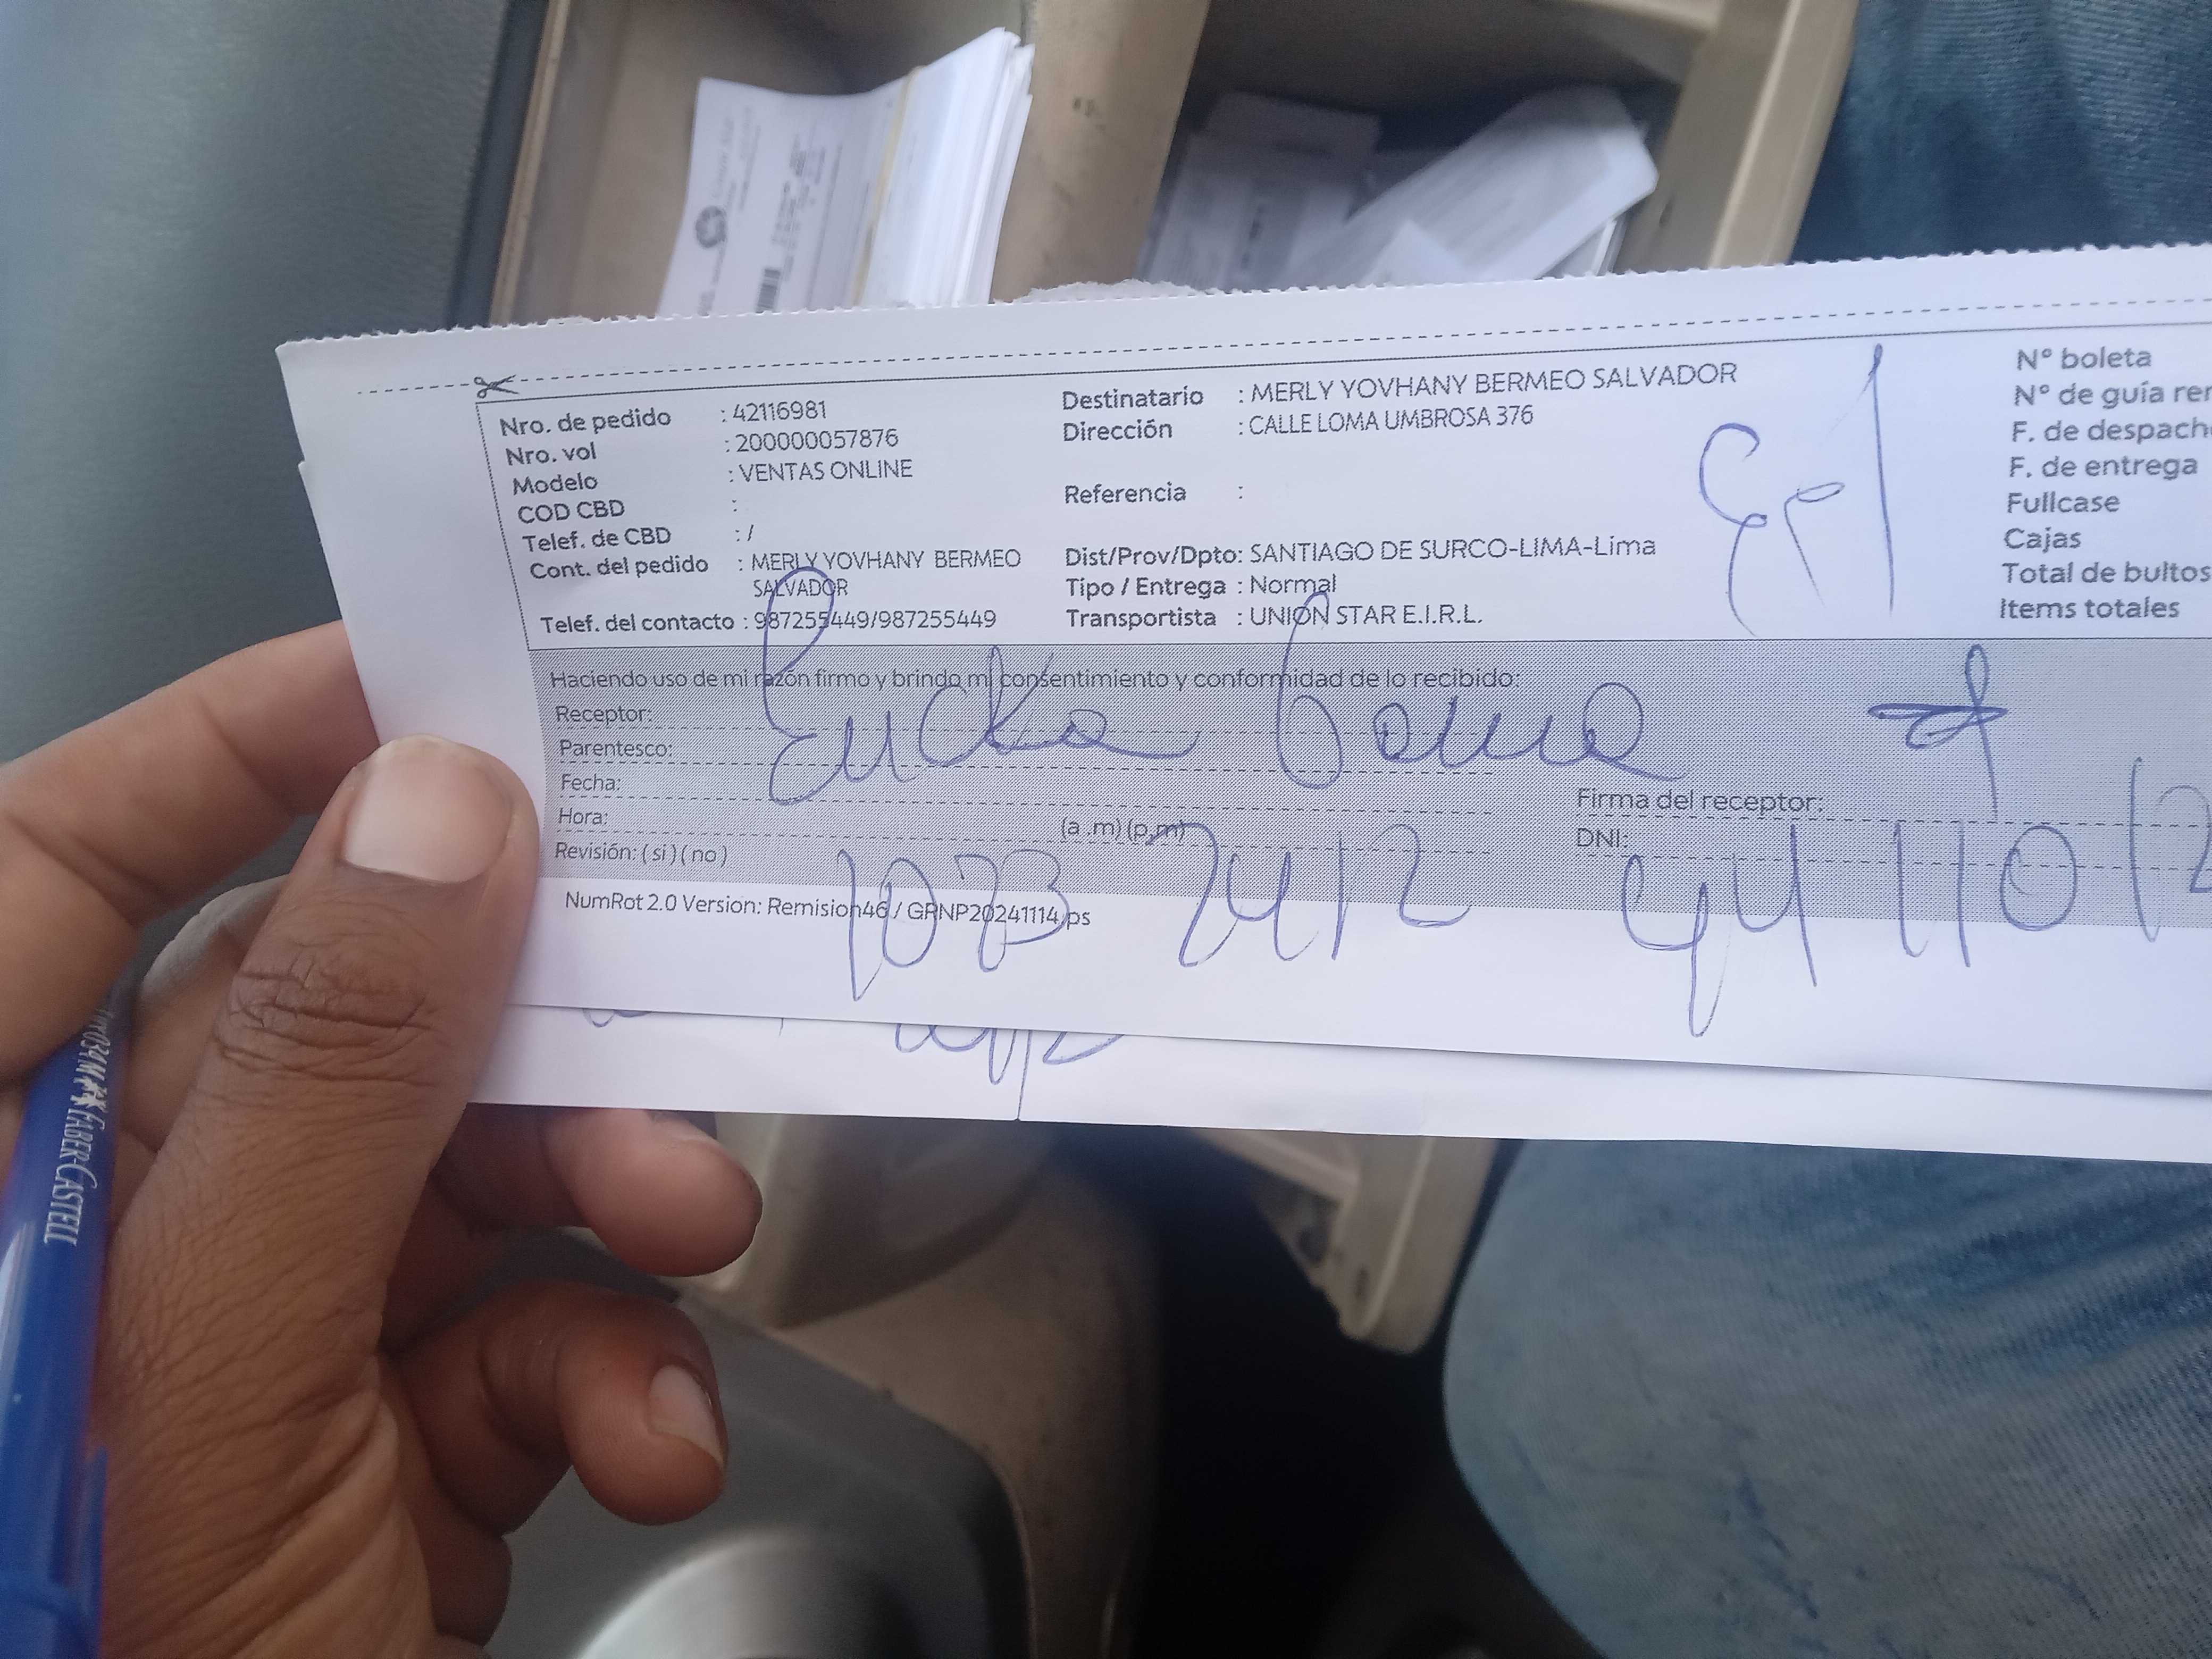 Nro. de pedido : 42116981
Nro. vol : 200000057876
Modelo : VENTAS ONLINE
COD CBD :
Telef. de CBD : /
Cont. del pedido : MERLY YOVHANY BERMEO SALVADOR
Telef. del contacto : 987255449/987255449
Destinatario : MERLY YOVHANY BERMEO SALVADOR
Dirección : CALLE LOMA UMBROSA 376
Referencia :
Dist/Prov/Dpto: SANTIAGO DE SURCO-LIMA-Lima
Tipo / Entrega : Normal
Transportista : UNION STAR E.I.R.L.
Nº boleta
Nº de guía rem
F. de despach
F. de entrega
Fullcase
Cajas
Total de bultos
Items totales
Haciendo uso de mi razón firmo y brindo mi consentimiento y conformidad de lo recibido:
Receptor:
Parentesco:
Fecha:
Hora: (a .m) (p.m)
Revisión: ( si ) ( no )
Firma del receptor:
DNI:
2412
NumRot 2.0 Version: Remision46 / GRNP20241114.ps
FABER-CASTELL